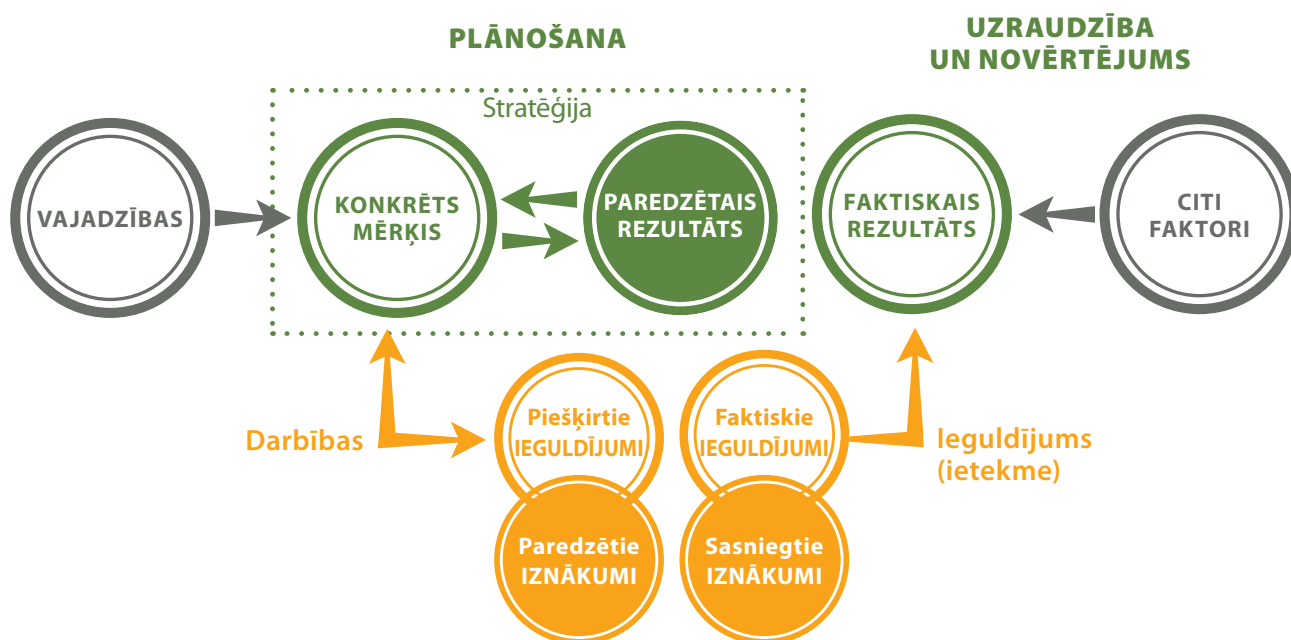 PLĀNOŠANA
UZRAUDZĪBA
UN NOVĒRTĒJUMS
Stratēģija
VAJADZĪBAS
KONKRĒTS
MĒRĶIS
PAREDZĒTAIS
REZULTĀTS
FAKTISKAIS
REZULTĀTS
CITI
FAKTORI
Darbības
Piešķirtie
IEGULDĪJUMI
Faktiskie
IEGULDĪJUMI
Ieguldījums
(ietekme)
Paredzētie
IZNĀKUMI
Sasniegtie
IZNĀKUMI